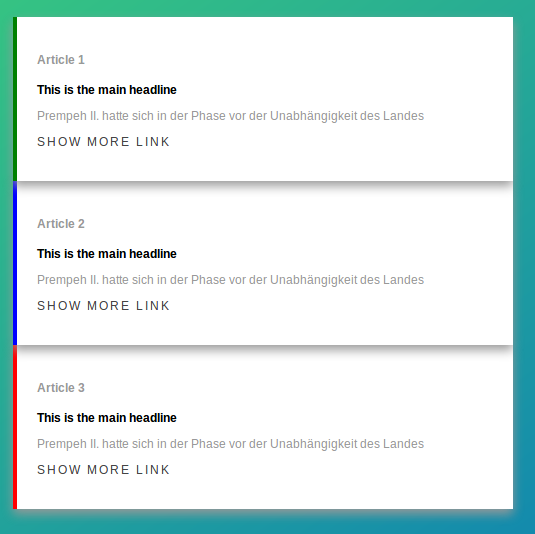 Article 1
This is the main headline
Prempeh II. hatte sich in der Phase vor der Unabhängigkeit des Landes
SHOW MORE LINK
Article 2
This is the main headline
Prempeh II. hatte sich in der Phase vor der Unabhängigkeit des Landes
SHOW MORE LINK
Article 3
This is the main headline
Prempeh II. hatte sich in der Phase vor der Unabhängigkeit des Landes
SHOW MORE LINK